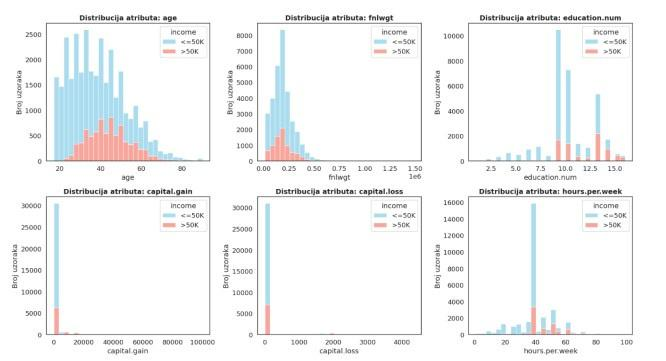 Distribucija atributa: age
income
<=50K
>50K
Broj uzoraka
2500
2000
1500
1000
500
0
20 40 60 80
age
Distribucija atributa: fnlwgt
income
<=50K
>50K
Broj uzoraka
8000
7000
6000
5000
4000
3000
2000
1000
0
0.00 0.25 0.50 0.75 1.00 1.25
1e6
fnlwgt
Distribucija atributa: education.num
income
<=50K
>50K
Broj uzoraka
10000
8000
6000
4000
2000
0
2.5 5.0 7.5 10.0 12.5 15.0
education.num
Distribucija atributa: capital.gain
income
<=50K
>50K
Broj uzoraka
30000
25000
20000
15000
10000
5000
0
0 20000 40000 60000 80000 100000
capital.gain
Distribucija atributa: capital.loss
income
<=50K
>50K
Broj uzoraka
30000
25000
20000
15000
10000
5000
0
0 1000 2000 3000 4000
capital.loss
Distribucija atributa: hours.per.week
income
<=50K
>50K
Broj uzoraka
16000
14000
12000
10000
8000
6000
4000
2000
0
0 20 40 60 80 100
hours.per.week